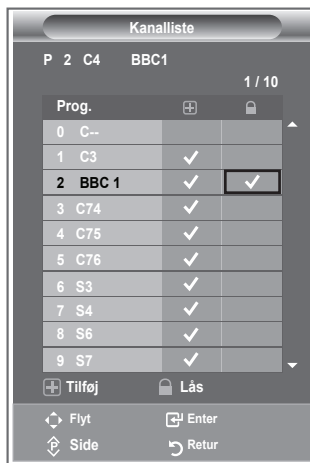 Kanalliste
P 2 C4 BBC1
1 / 10
Prog.
0 C--
1 C3
2 BBC 1
3 C74
4 C75
5 C76
6 S3
7 S4
8 S6
9 S7
Tilføj Lås
Flyt Enter
Side Retur